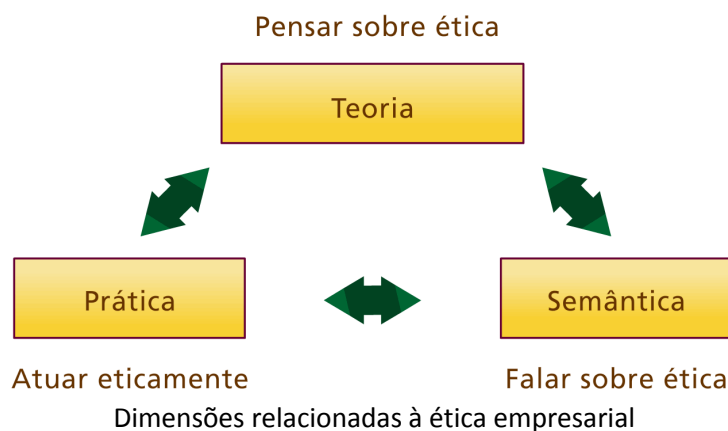 Pensar sobre ética
Teoria
Prática
Semântica
Atuar eticamente
Falar sobre ética
Dimensões relacionadas à ética empresarial